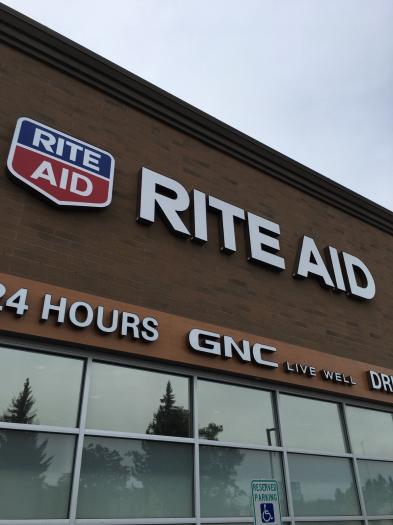 RITE
AID
RITE AID
24 HOURS GNC LIVE WELL
RESERVED
PARKING